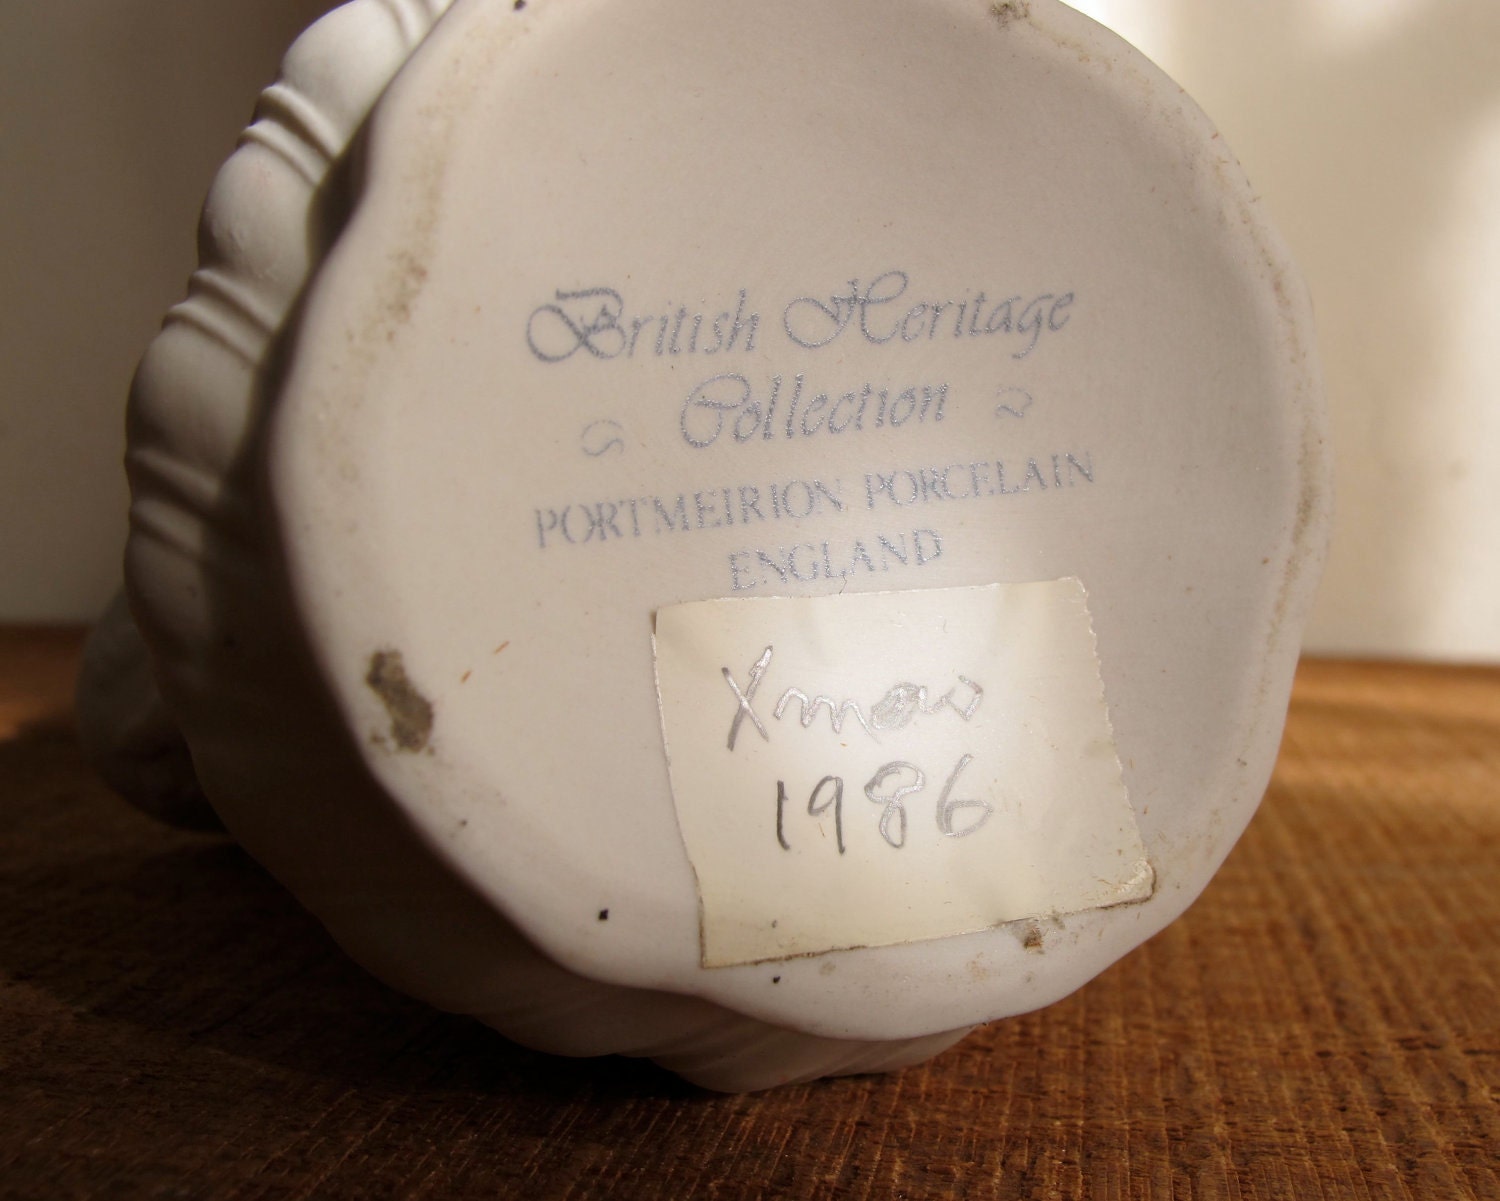 British Heritage
Collection
PORTMEIRION PORCELAIN
ENGLAND
Xmas
1986